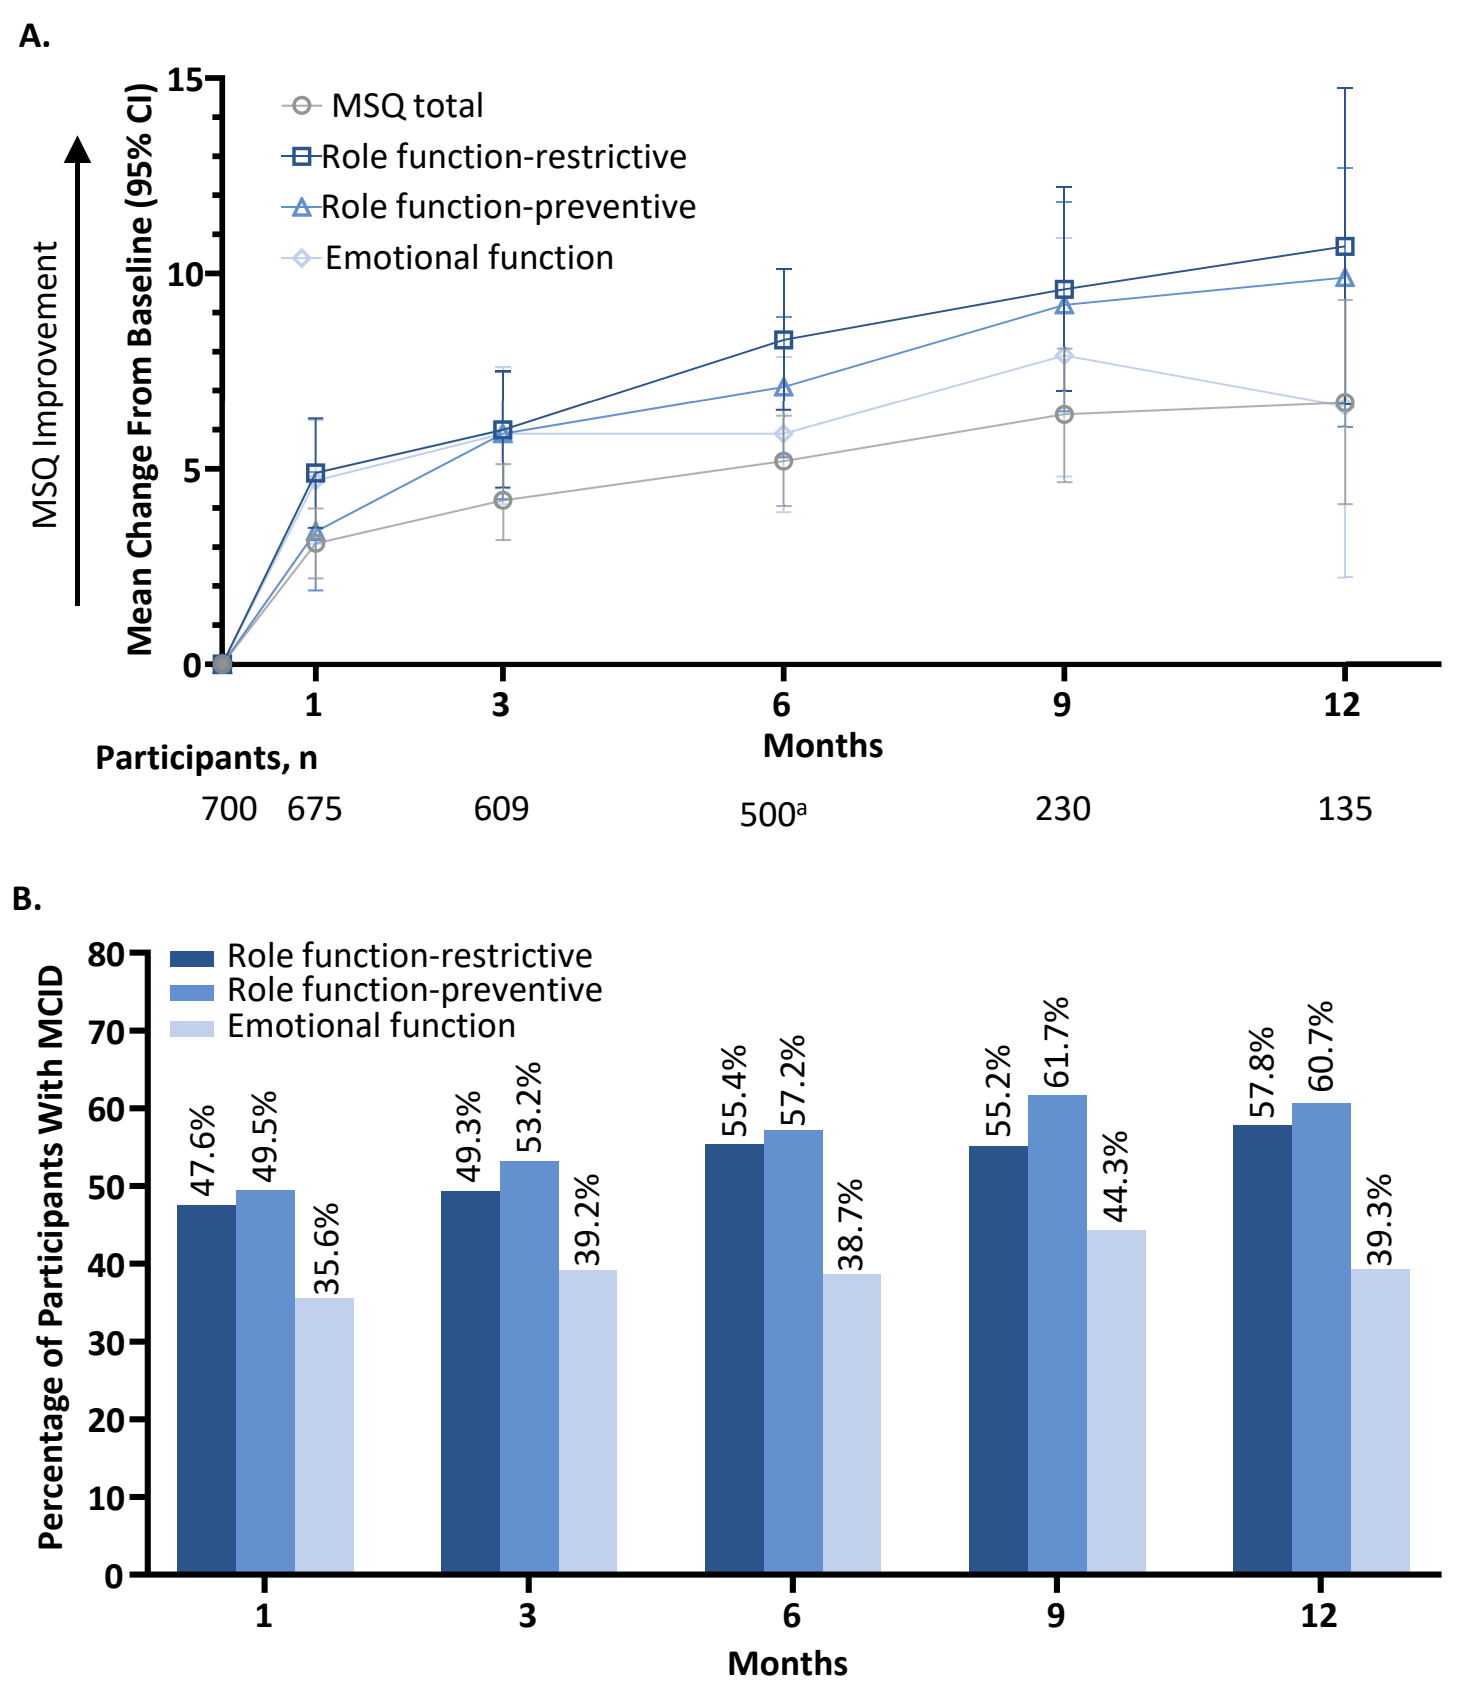 A.
MSQ Improvement
Mean Change From Baseline (95% CI)
15
10
5
0
MSQ total
Role function-restrictive
Role function-preventive
Emotional function
1 3 6 9 12
Months
Participants, n
700 675 609 500ᵃ 230 135
B.
Percentage of Participants With MCID
80
70
60
50
40
30
20
10
0
Role function-restrictive
Role function-preventive
Emotional function
47.6% 49.5% 35.6% 49.3% 53.2% 39.2% 55.4% 57.2% 38.7% 55.2% 61.7% 44.3% 57.8% 60.7% 39.3%
1 3 6 9 12
Months